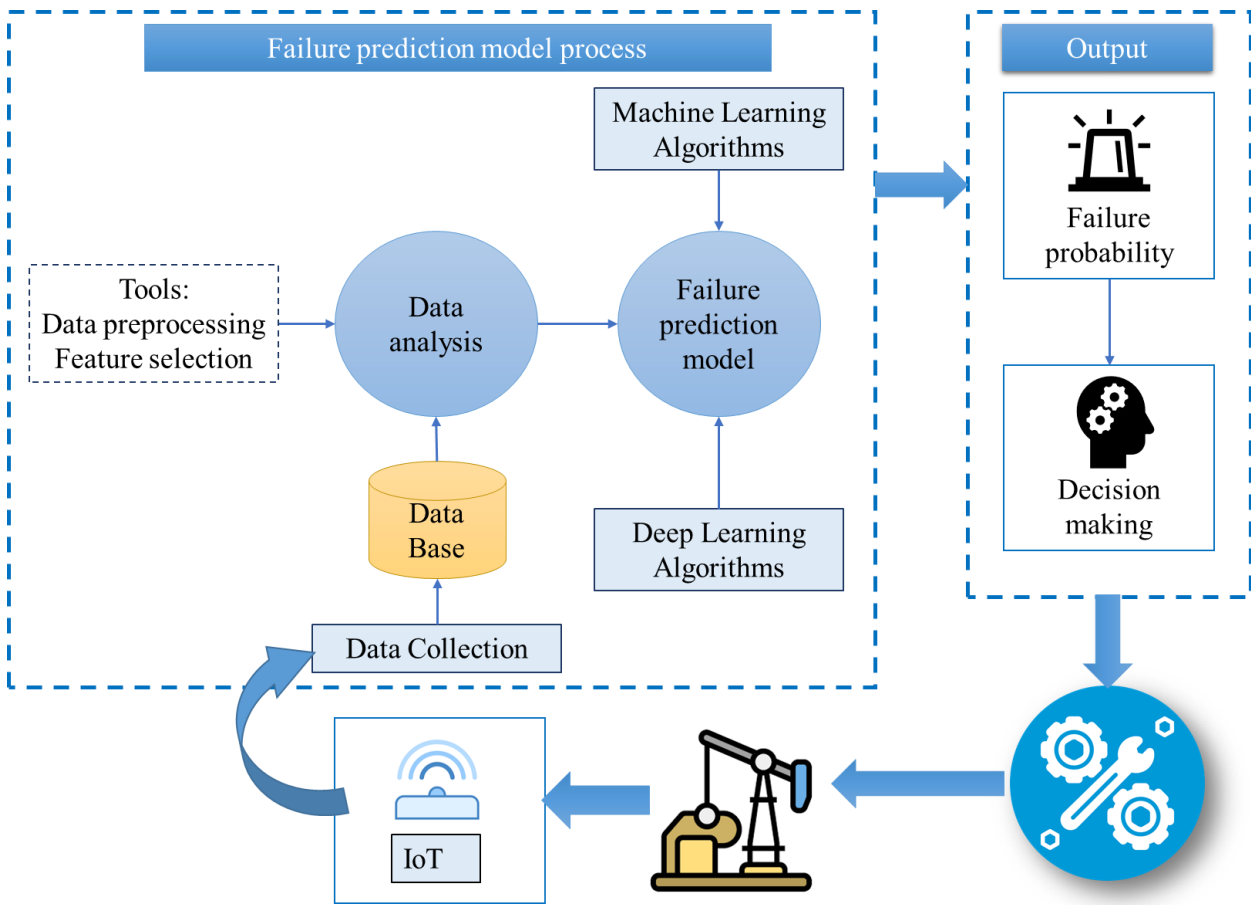 Failure prediction model process
Machine Learning
Algorithms
Tools:
Data preprocessing
Feature selection
Data
analysis
Failure
prediction
model
Data
Base
Deep Learning
Algorithms
Data Collection
IoT
Output
Failure
probability
Decision
making